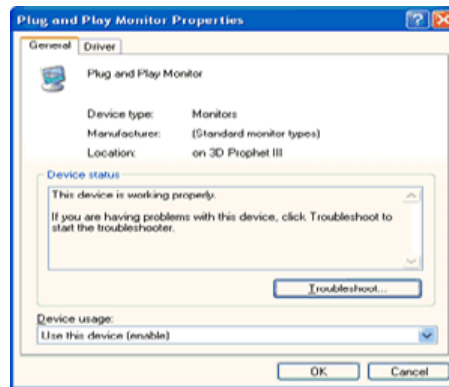 Plug and Play Monitor Properties
General Driver
Plug and Play Monitor
Device type: Monitors
Manufacturer: (Standard monitor types)
Location: on 3D Prophet III
Device status
This device is working properly.
If you are having problems with this device, click Troubleshoot to
start the troubleshooter.
Troubleshoot...
Device usage:
Use this device (enable)
OK Cancel